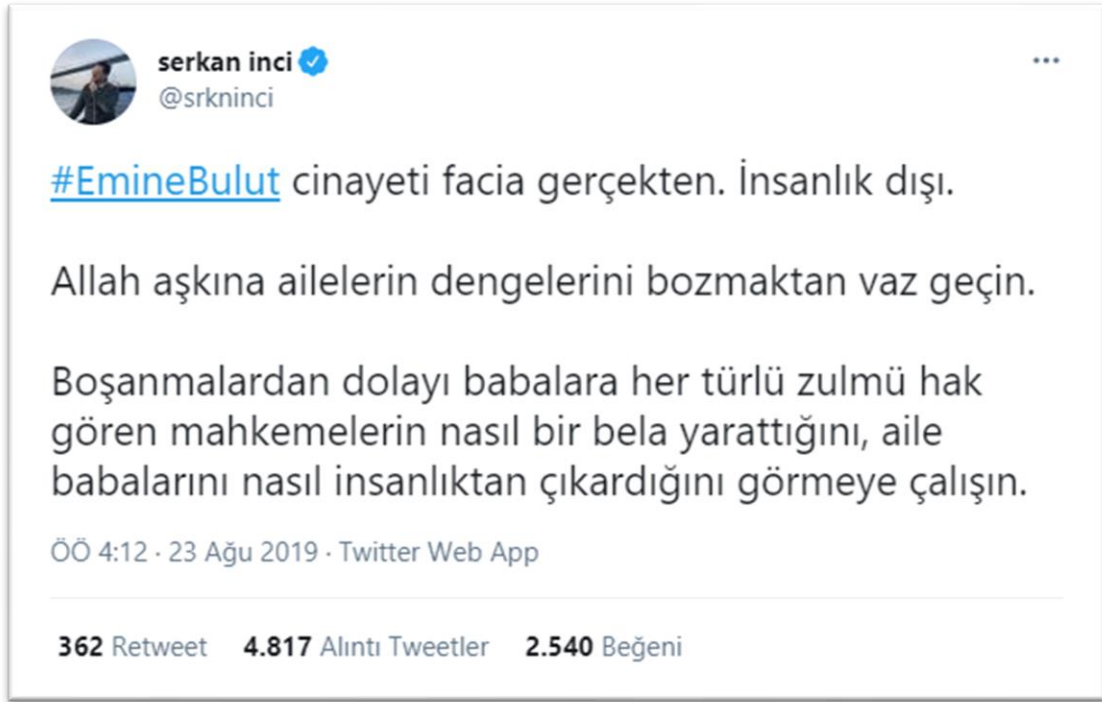 serkan inci
@srkninci
#EmineBulut cinayeti facia gerçekten. İnsanlık dışı.
Allah aşkına ailelerin dengelerini bozmaktan vaz geçin.
Boşanmalardan dolayı babalara her türlü zulmü hak
gören mahkemelerin nasıl bir bela yarattığını, aile
babalarını nasıl insanlıktan çıkardığını görmeye çalışın.
ÖÖ 4:12 · 23 Ağu 2019 · Twitter Web App
362 Retweet 4.817 Alıntı Tweetler 2.540 Beğeni